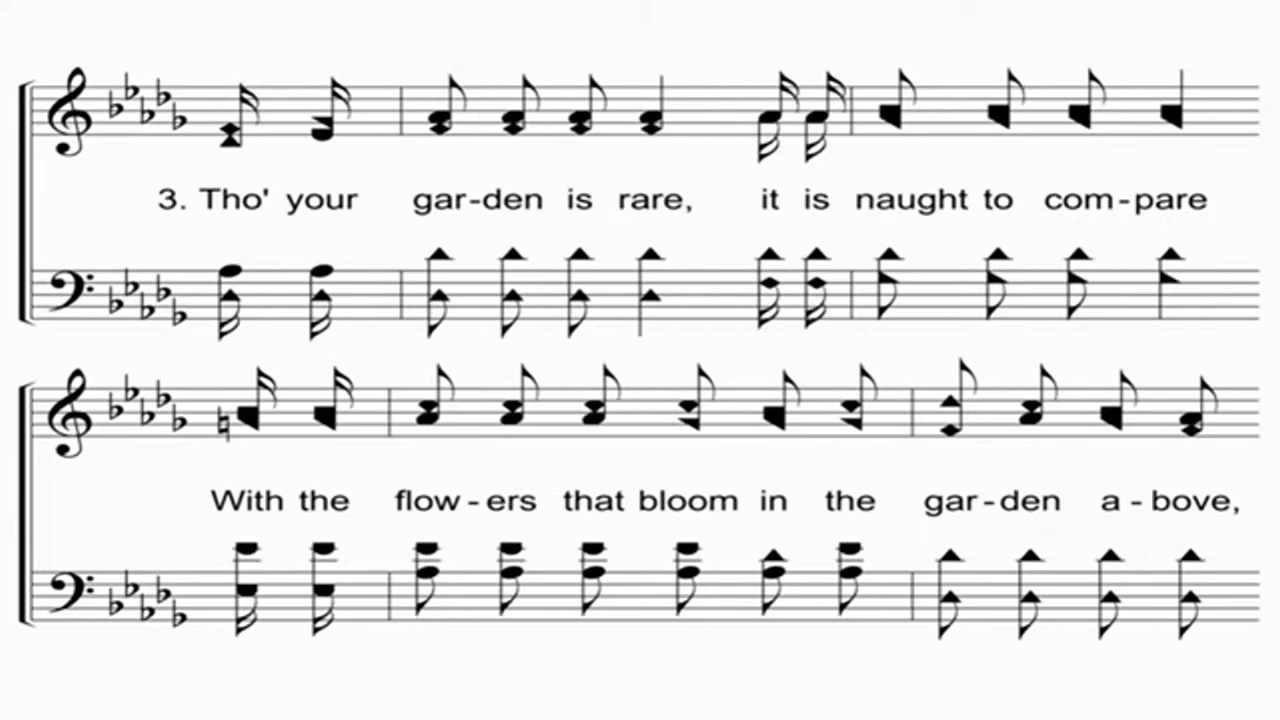 3. Tho' your gar-den is rare, it is naught to com-pare
With the flow-ers that bloom in the gar-den a-bove,